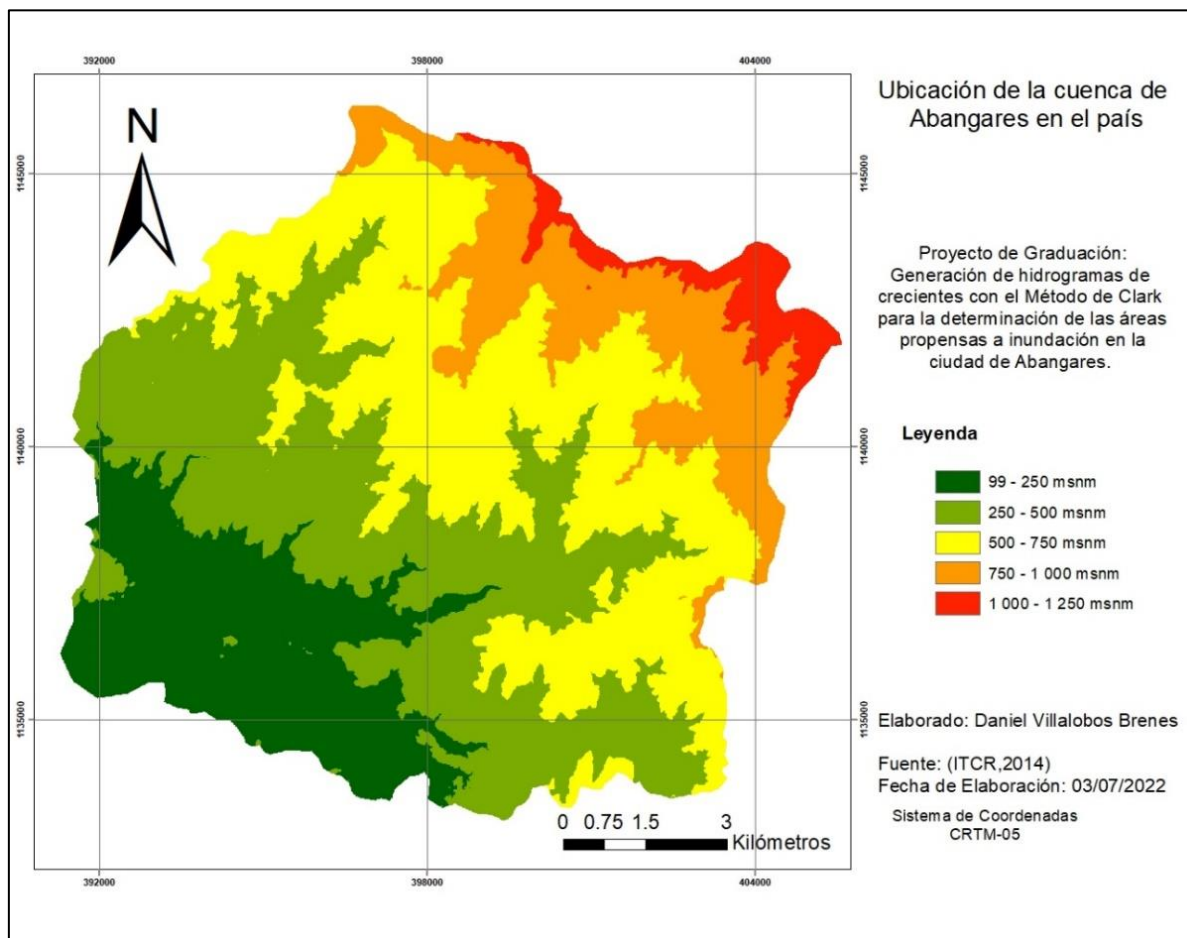 392000
398000
404000
Ubicación de la cuenca de
Abangares en el país
N
1145000
1145000
Proyecto de Graduación:
Generación de hidrogramas de
crecientes con el Método de Clark
para la determinación de las áreas
propensas a inundación en la
ciudad de Abangares.
1140000
1140000
Leyenda
99 - 250 msnm
250 - 500 msnm
500 - 750 msnm
750 - 1 000 msnm
1 000 - 1 250 msnm
1135000
1135000
Elaborado: Daniel Villalobos Brenes
Fuente: (ITCR,2014)
Fecha de Elaboración: 03/07/2022
Sistema de Coordenadas
CRTM-05
0 0.75 1.5 3
Kilómetros
392000
398000
404000